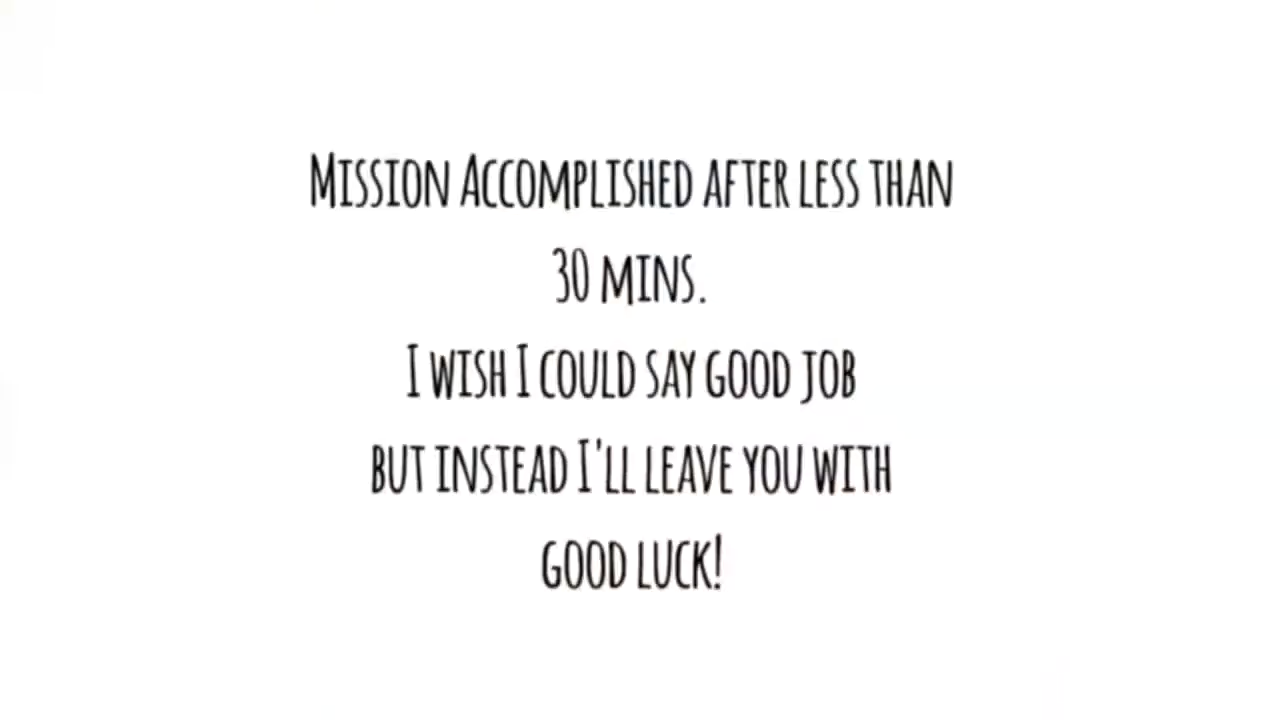 Mission Accomplished after less than
30 mins.
I wish I could say good job
but instead I'll leave you with
good luck!